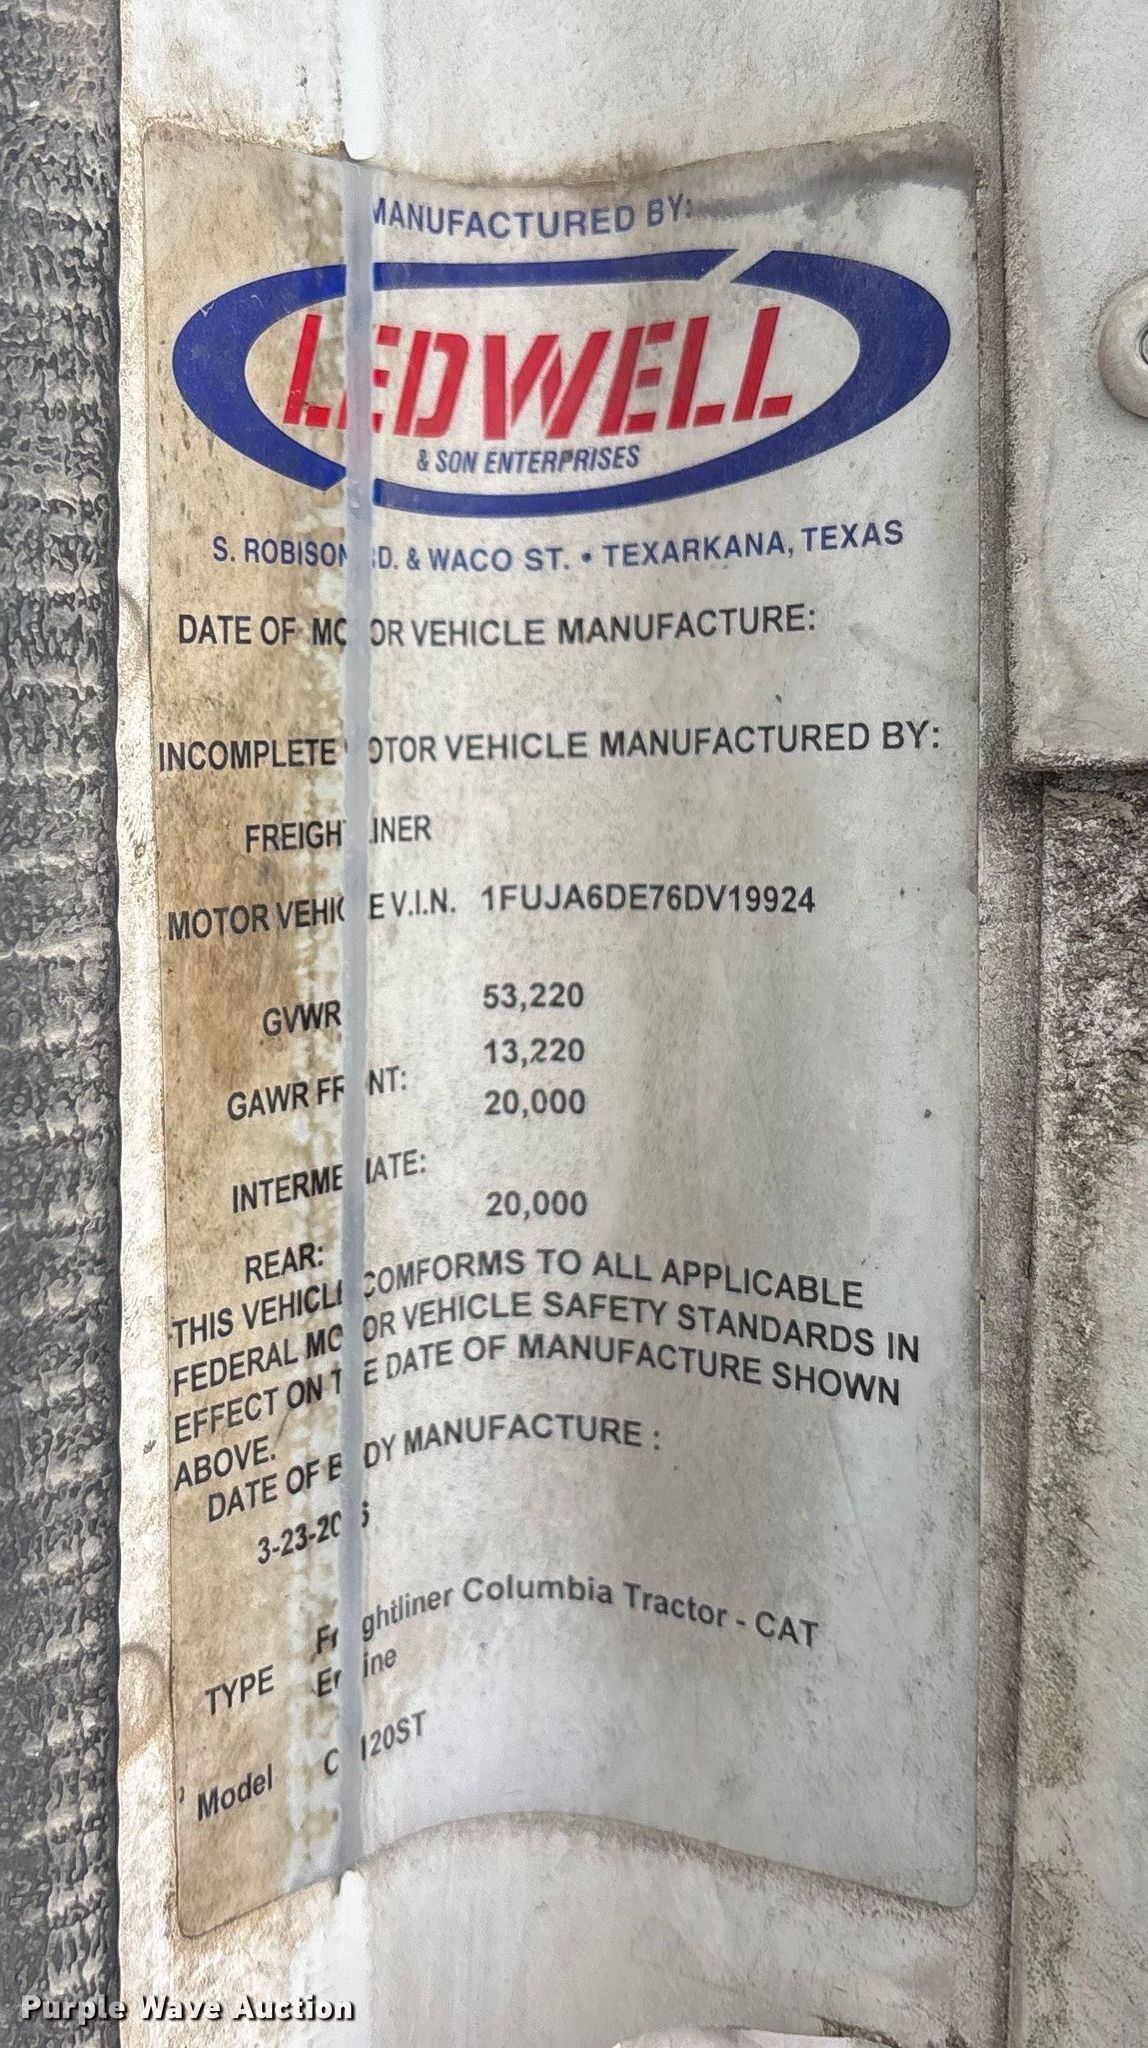 MANUFACTURED BY:
LEDWELL
& SON ENTERPRISES
S. ROBISON RD. & WACO ST. • TEXARKANA, TEXAS
DATE OF MOTOR VEHICLE MANUFACTURE:
INCOMPLETE MOTOR VEHICLE MANUFACTURED BY:
FREIGHTLINER
MOTOR VEHICLE V.I.N. 1FUJA6DE76DV19924
GVWR 53,220
13,220
GAWR FRONT:
20,000
INTERMEDIATE:
20,000
REAR:
THIS VEHICLE COMFORMS TO ALL APPLICABLE
FEDERAL MOTOR VEHICLE SAFETY STANDARDS IN
EFFECT ON THE DATE OF MANUFACTURE SHOWN
ABOVE.
DATE OF BODY MANUFACTURE :
TYPE Freightliner Columbia Tractor - CAT
Engine
Model
Purple Wave Auction